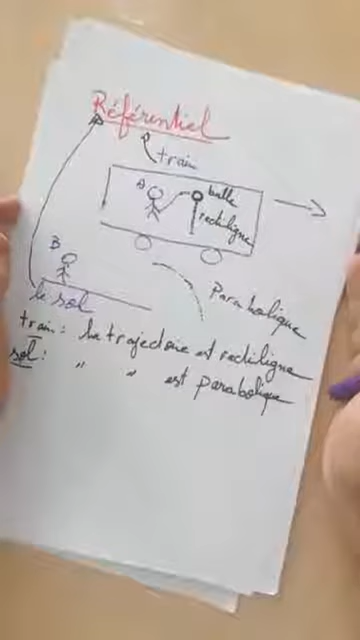 Référentiel
train
A
balle
rectiligne
B
le sol
Parabolique
train : La trajectoire est rectiligne
sol : " " est parabolique